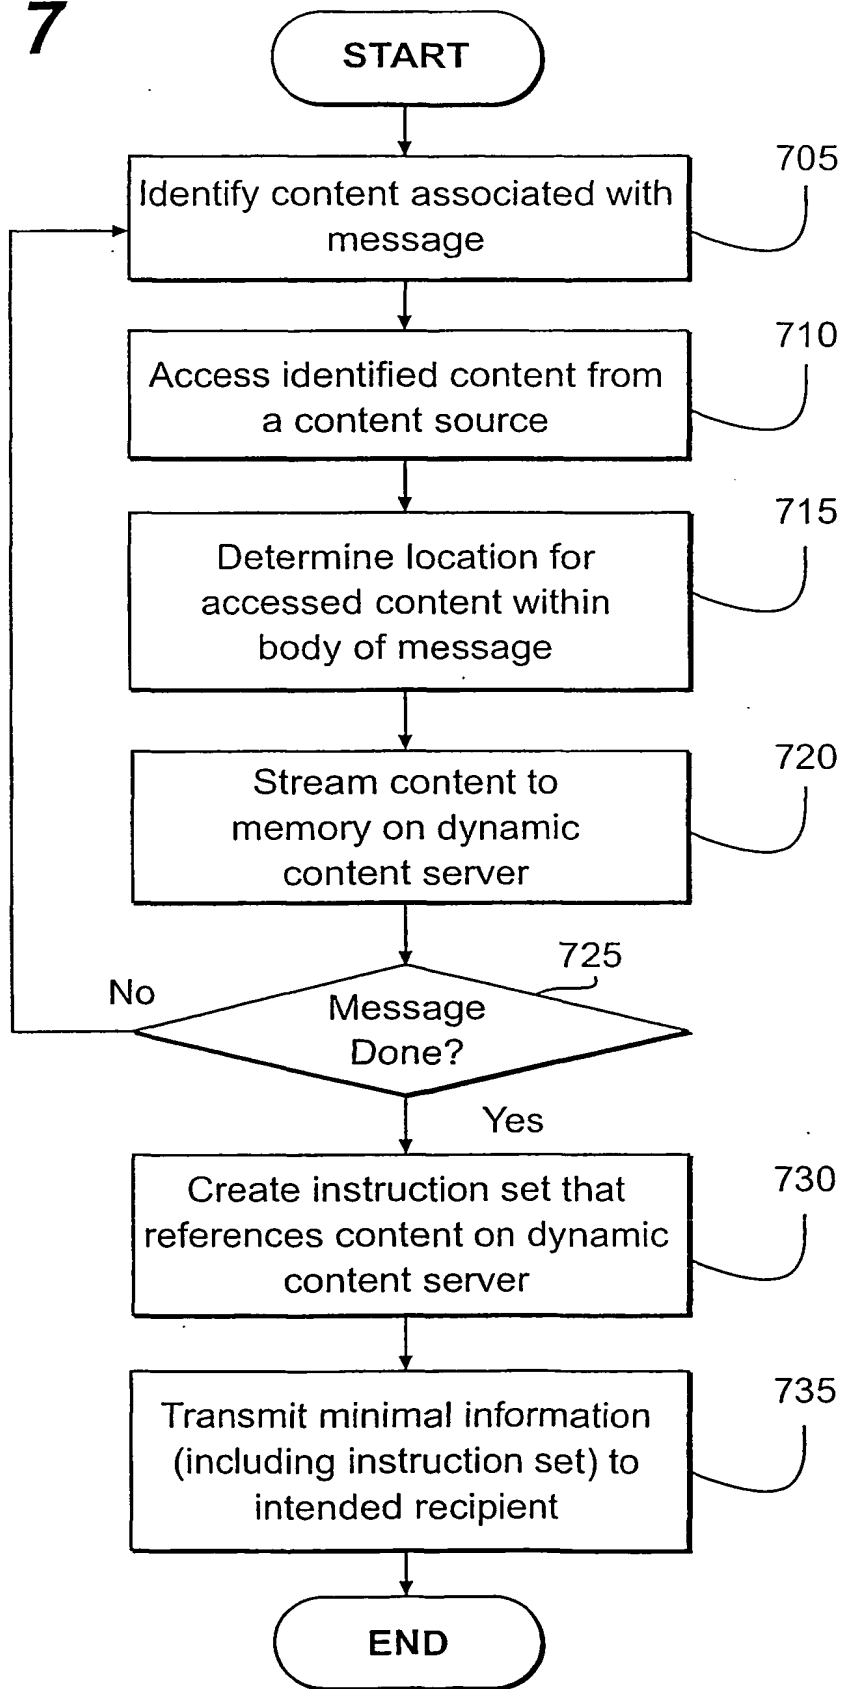 7
START
705
Identify content associated with
message
710
Access identified content from
a content source
715
Determine location for
accessed content within
body of message
720
Stream content to
memory on dynamic
content server
725
No
Message
Done?
Yes
730
Create instruction set that
references content on dynamic
content server
735
Transmit minimal information
(including instruction set) to
intended recipient
END